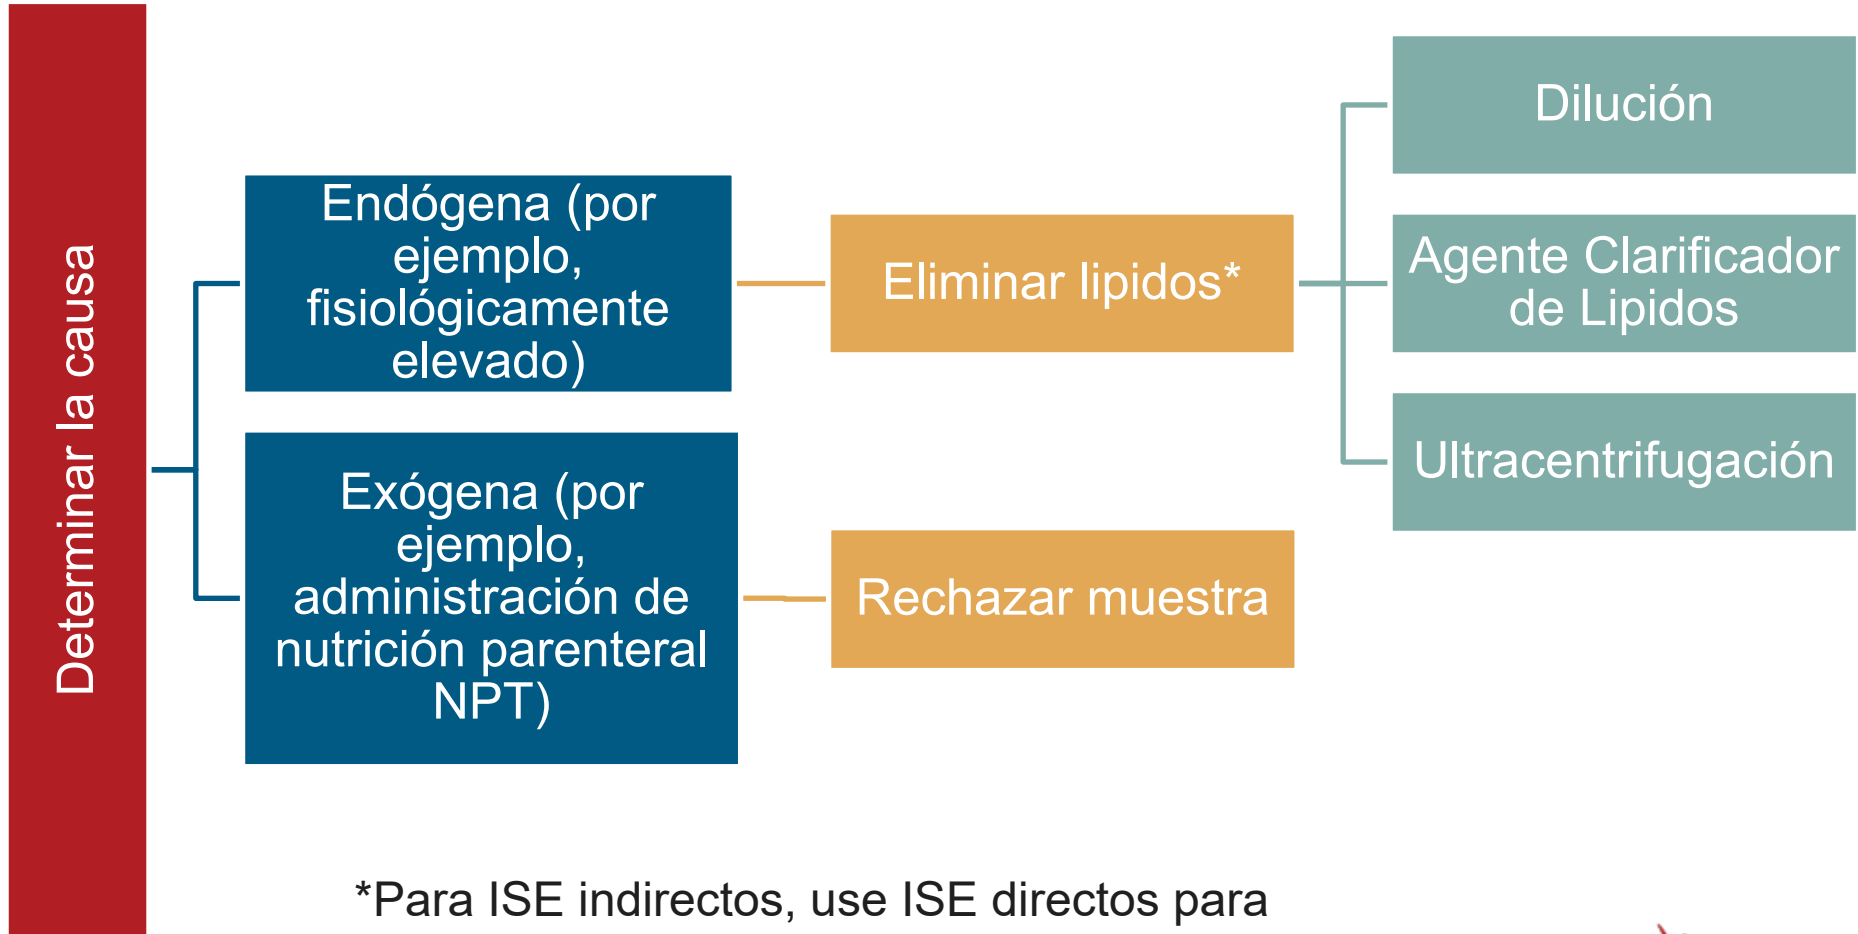 Determinar la causa
Endógena (por
ejemplo,
fisiológicamente
elevado)
Eliminar lipidos*
Dilución
Agente Clarificador
de Lipidos
Ultracentrifugación
Exógena (por
ejemplo,
administración de
nutrición parenteral
NPT)
Rechazar muestra
*Para ISE indirectos, use ISE directos para